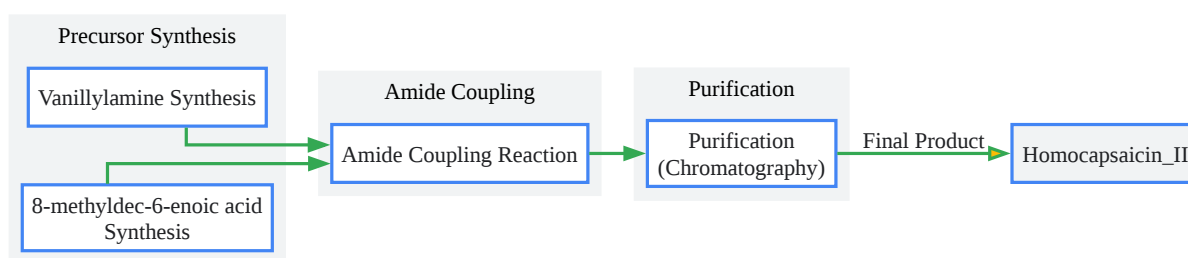 Precursor Synthesis
Vanillylamine Synthesis
8-methyldec-6-enoic acid
Synthesis
Amide Coupling
Amide Coupling Reaction
Purification
Purification
(Chromatography)
Final Product
Homocapsaicin_II